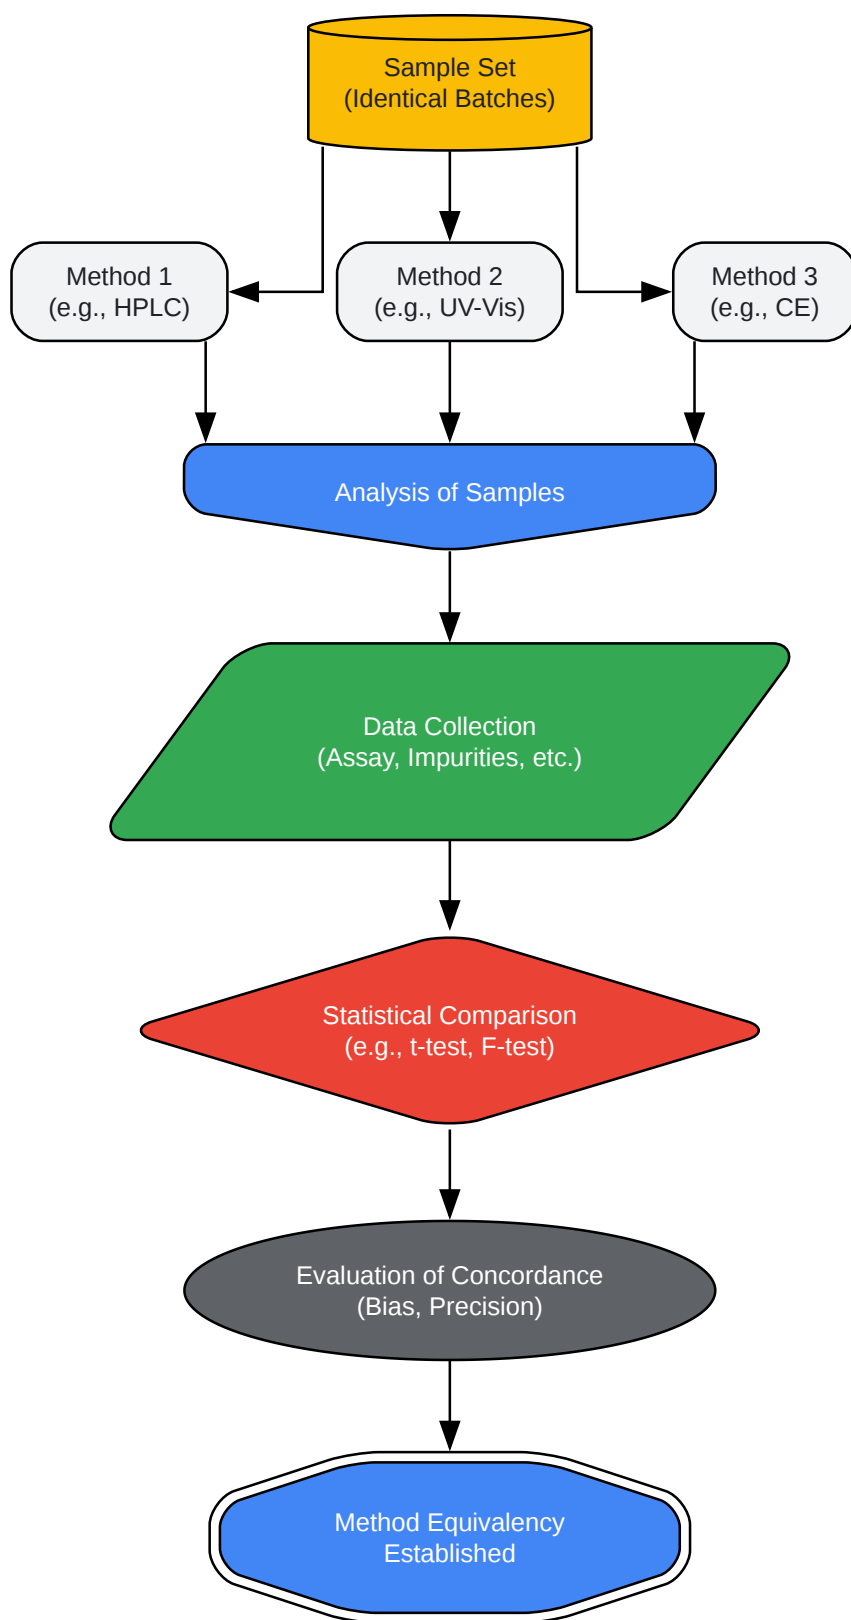 Sample Set
(Identical Batches)
Method 1
(e.g., HPLC)
Method 2
(e.g., UV-Vis)
Method 3
(e.g., CE)
Analysis of Samples
Data Collection
(Assay, Impurities, etc.)
Statistical Comparison
(e.g., t-test, F-test)
Evaluation of Concordance
(Bias, Precision)
Method Equivalency
Established